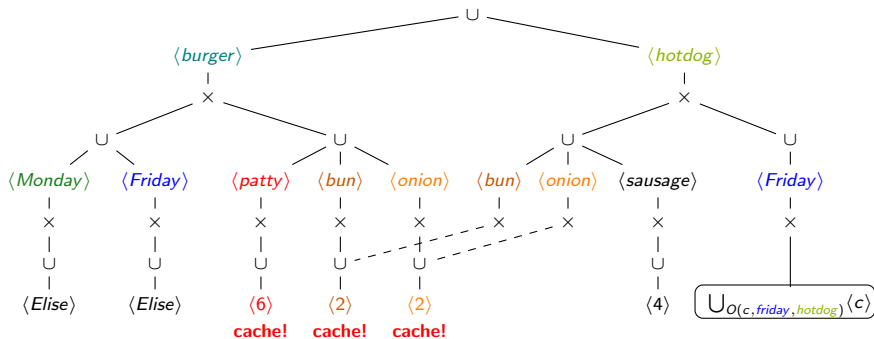 ∪
⟨burger⟩ ⟨hotdog⟩
× ×
∪ ∪ ∪ ∪
⟨Monday⟩ ⟨Friday⟩ ⟨patty⟩ ⟨bun⟩ ⟨onion⟩ ⟨bun⟩ ⟨onion⟩ ⟨sausage⟩ ⟨Friday⟩
× × × × × × × × ×
∪ ∪ ∪ ∪ ∪ ∪
⟨Elise⟩ ⟨Elise⟩ ⟨6⟩ ⟨2⟩ ⟨2⟩ ⟨4⟩ ⋃O(c,friday,hotdog)⟨c⟩
cache! cache! cache!